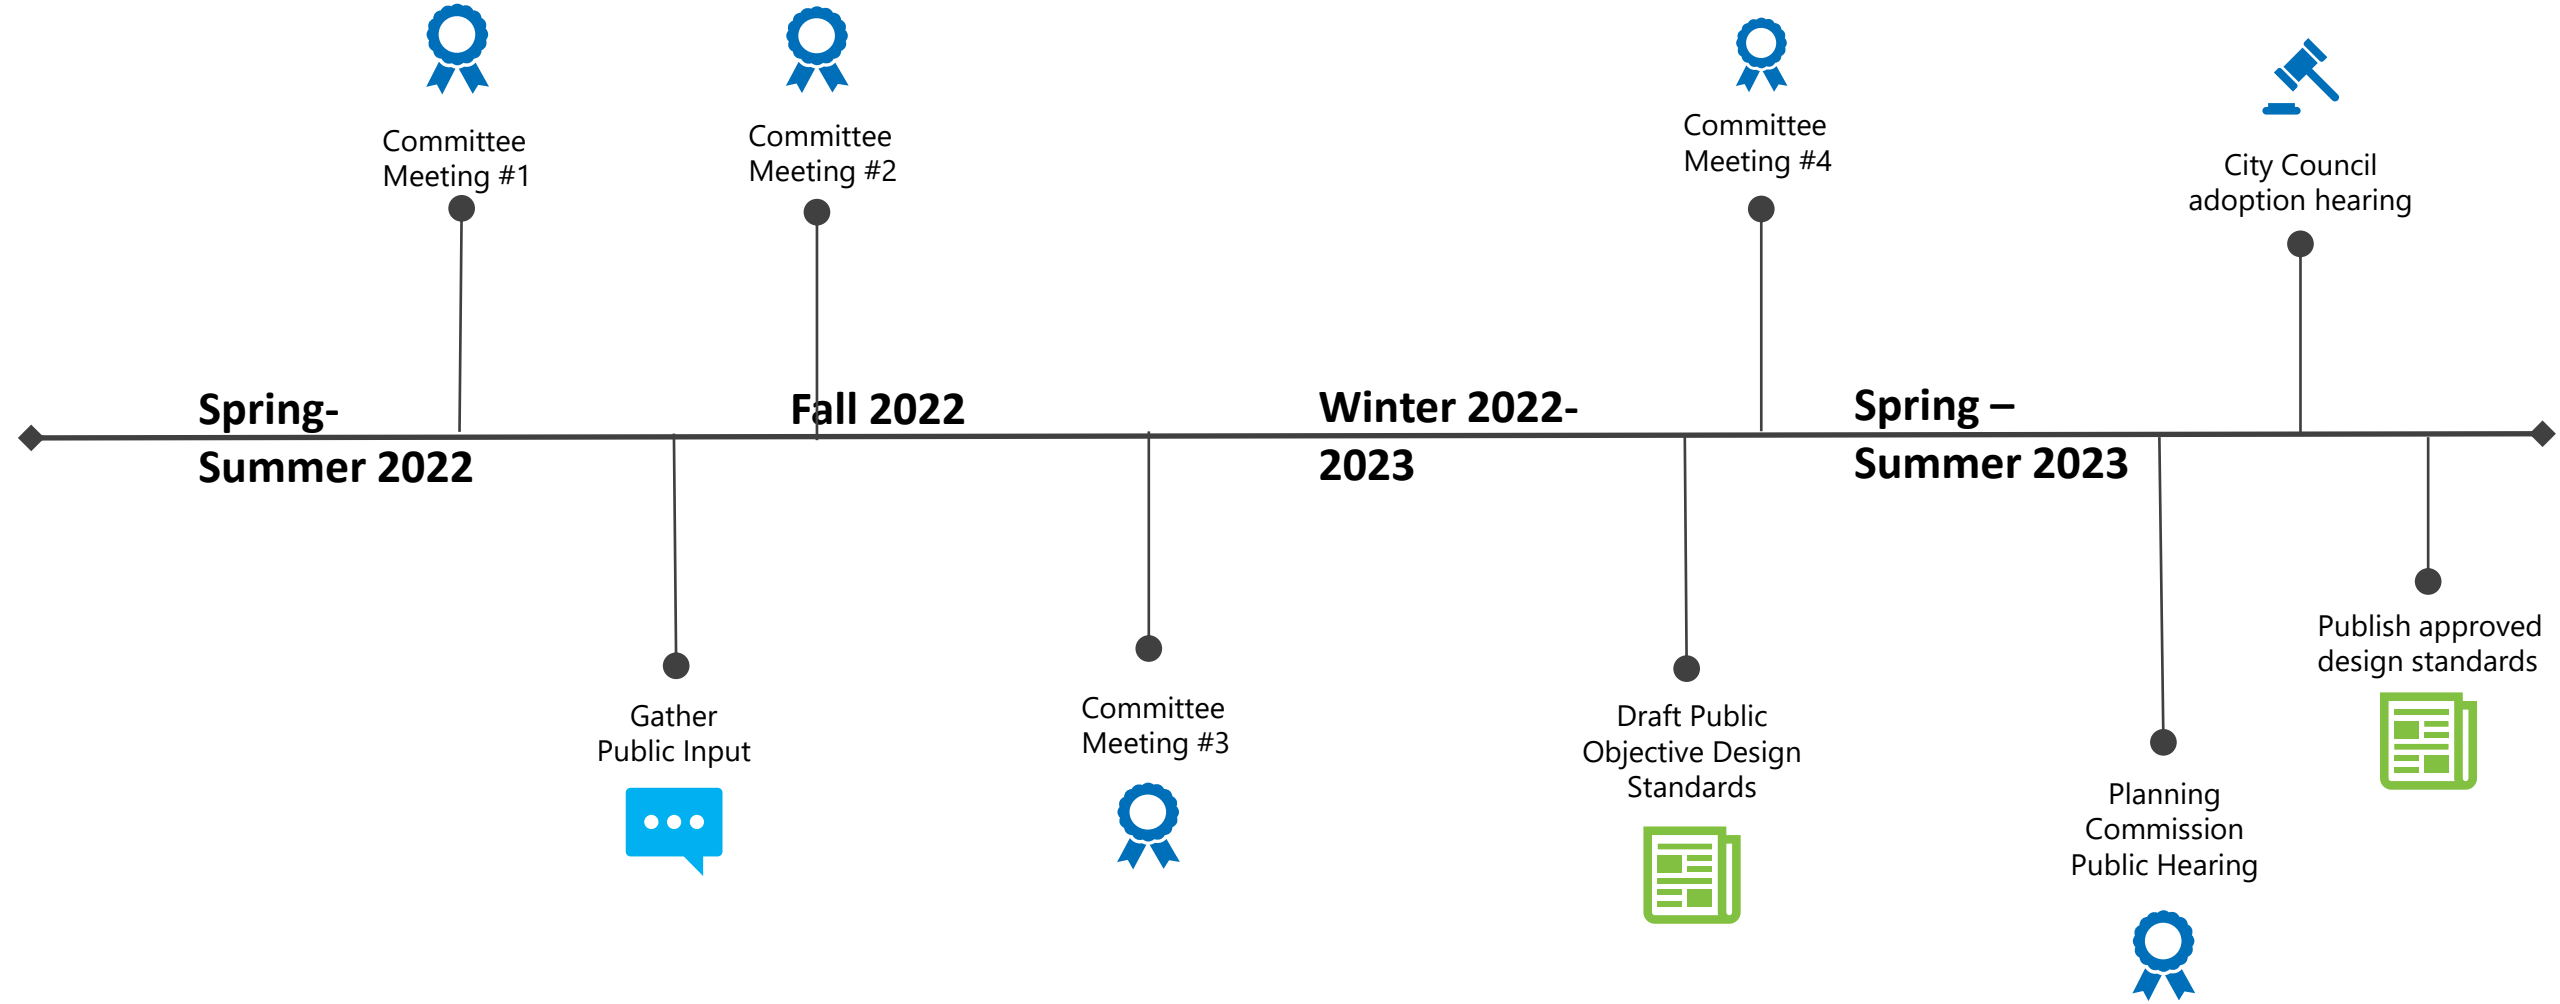 Committee
Meeting #1
Committee
Meeting #2
Committee
Meeting #4
City Council
adoption hearing
Spring-
Summer 2022
Fall 2022
Winter 2022-
2023
Spring –
Summer 2023
Gather
Public Input
Committee
Meeting #3
Draft Public
Objective Design
Standards
Planning
Commission
Public Hearing
Publish approved
design standards